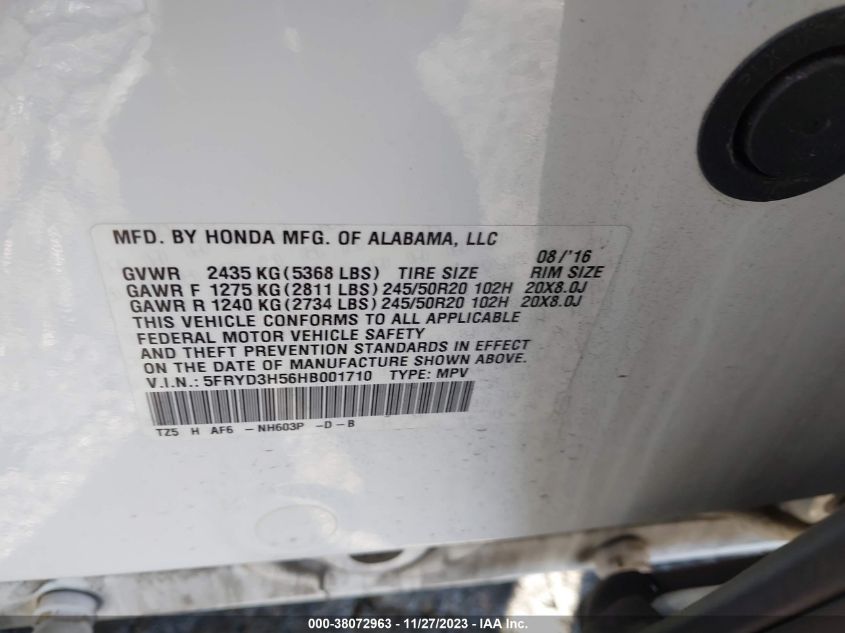 MFD. BY HONDA MFG. OF ALABAMA, LLC
08/'16
GVWR 2435 KG (5368 LBS) TIRE SIZE RIM SIZE
GAWR F 1275 KG (2811 LBS) 245/50R20 102H 20X8.0J
GAWR R 1240 KG (2734 LBS) 245/50R20 102H 20X8.0J
THIS VEHICLE CONFORMS TO ALL APPLICABLE
FEDERAL MOTOR VEHICLE SAFETY
AND THEFT PREVENTION STANDARDS IN EFFECT
ON THE DATE OF MANUFACTURE SHOWN ABOVE.
V.I.N.: 5FRYD3H56HB001710 TYPE: MPV
TZ5 H AF6 -NH603P -D-B
000-38072963 - 11/27/2023 - IAAI.COM